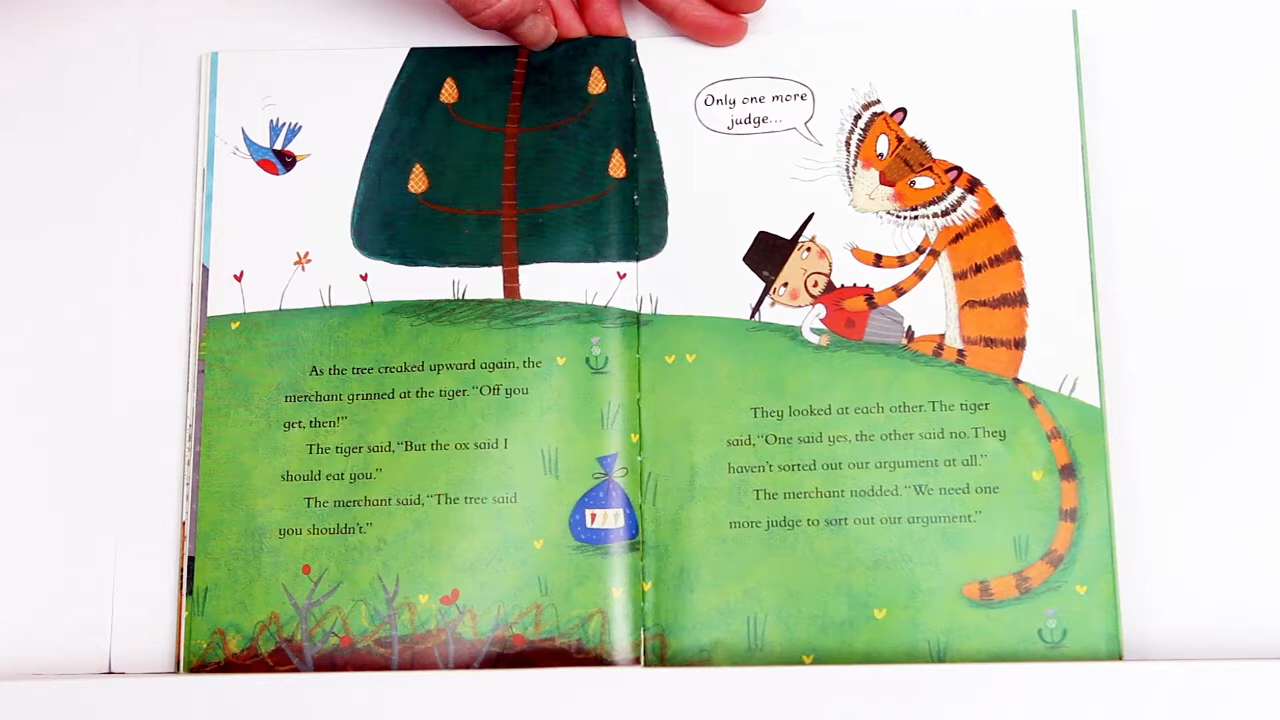 As the tree creaked upward again, the
merchant grinned at the tiger. “Off you
get, then!”
The tiger said, “But the ox said I
should eat you.”
The merchant said, “The tree said
you shouldn’t.”
Only one more
judge...
They looked at each other. The tiger
said, “One said yes, the other said no. They
haven’t sorted out our argument at all.”
The merchant nodded. “We need one
more judge to sort out our argument.”